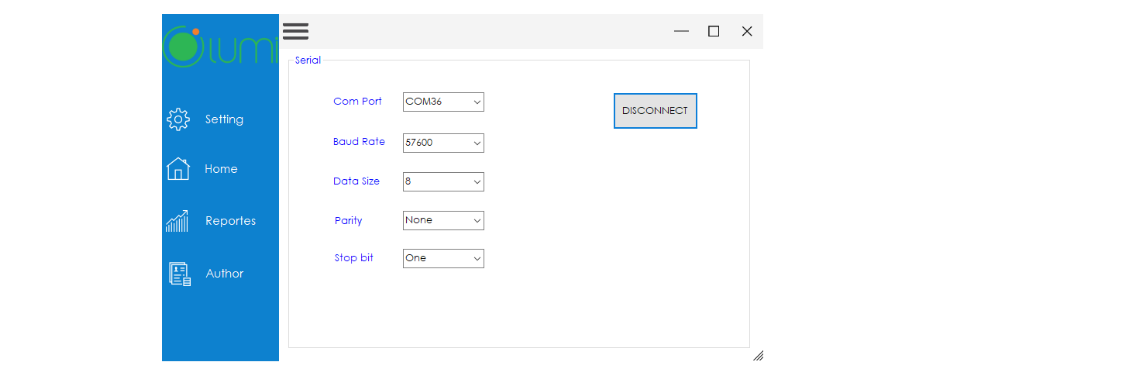 lumi
Serial
Com Port COM36 DISCONNECT
Baud Rate 57600
Data Size 8
Parity None
Stop bit One
Setting
Home
Reportes
Author